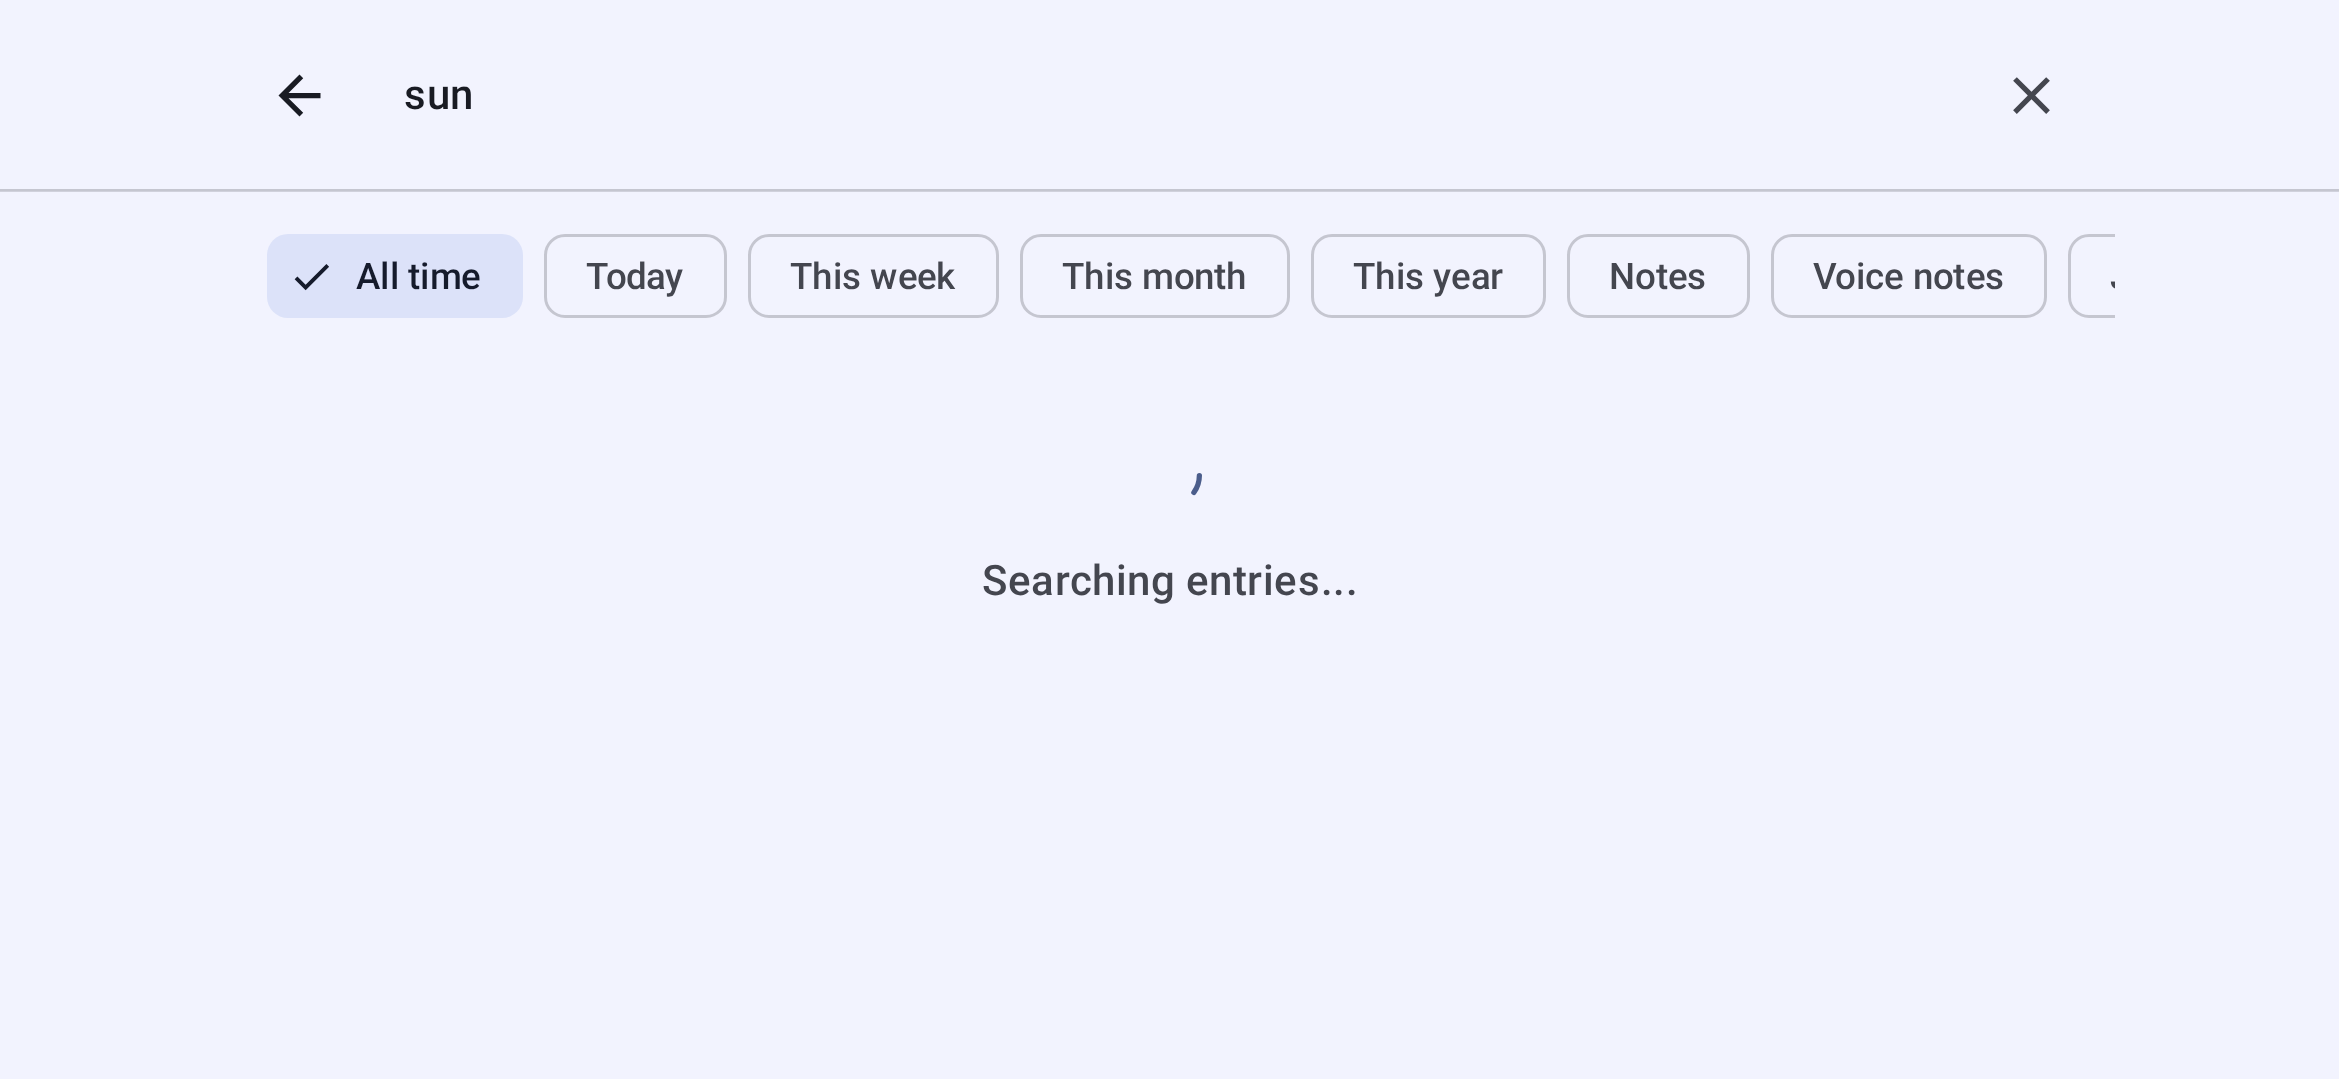 sun
All time
Today
This week
This month
This year
Notes
Voice notes
Searching entries...